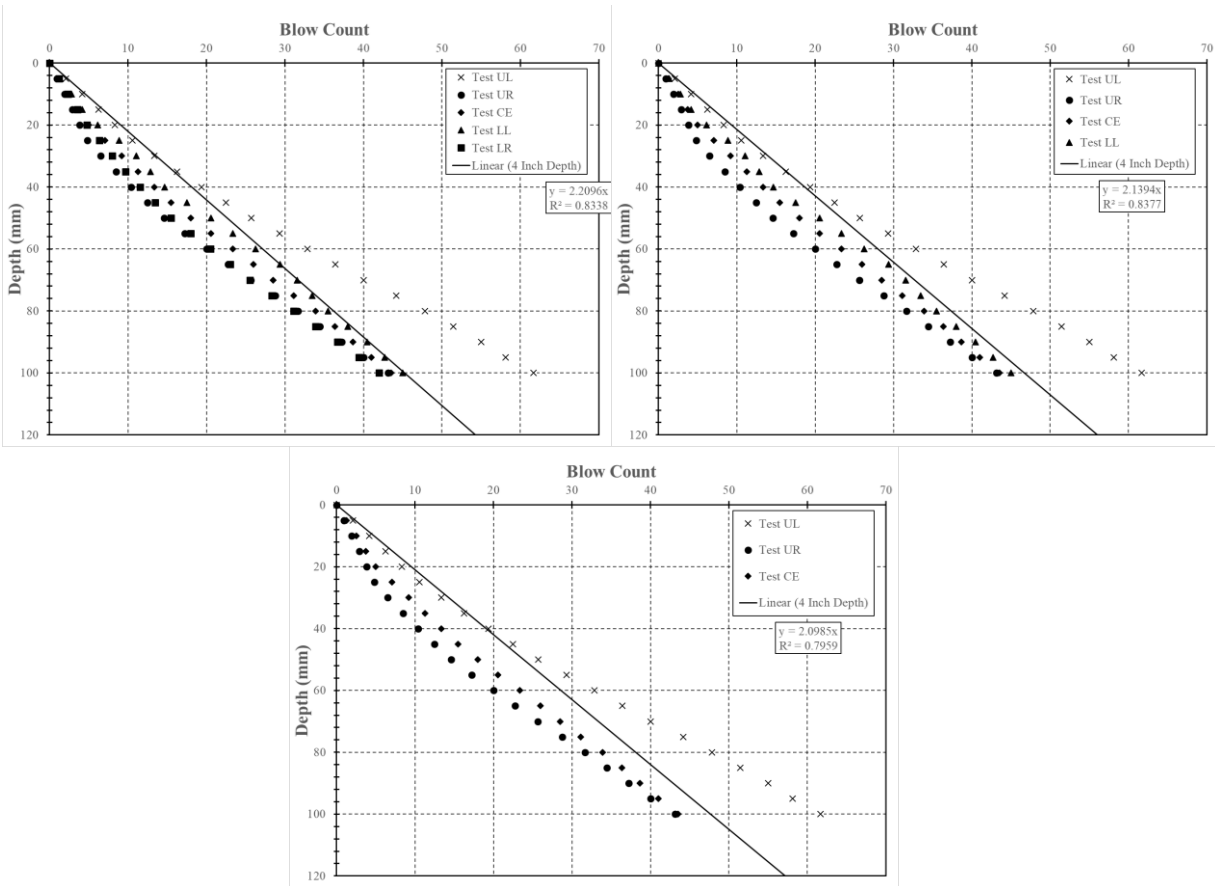 Blow Count
0 10 20 30 40 50 60 70
0
20
40
60
80
100
120
Depth (mm)
Test UL
Test UR
Test CE
Test LL
Test LR
Linear (4 Inch Depth)
y = 2.2096x
R² = 0.8338
Blow Count
0 10 20 30 40 50 60 70
0
20
40
60
80
100
120
Depth (mm)
Test UL
Test UR
Test CE
Test LL
Linear (4 Inch Depth)
y = 2.1394x
R² = 0.8377
Blow Count
0 10 20 30 40 50 60 70
0
20
40
60
80
100
120
Depth (mm)
Test UL
Test UR
Test CE
Linear (4 Inch Depth)
y = 2.0985x
R² = 0.7959